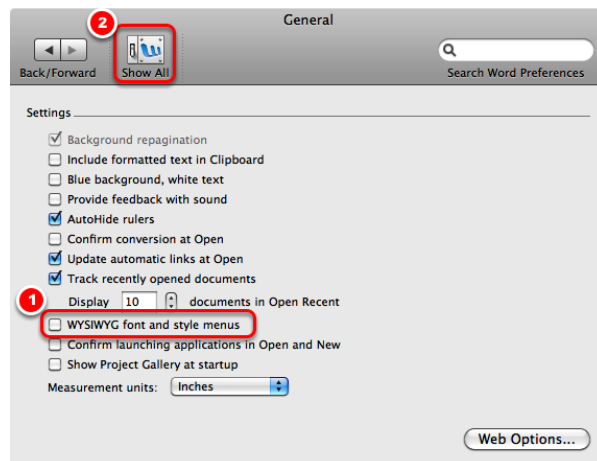 General
2
Back/Forward
Show All
Search Word Preferences
Settings
Background repagination
Include formatted text in Clipboard
Blue background, white text
Provide feedback with sound
AutoHide rulers
Confirm conversion at Open
Update automatic links at Open
Track recently opened documents
Display 10 documents in Open Recent
1
WYSIWYG font and style menus
Confirm launching applications in Open and New
Show Project Gallery at startup
Measurement units: Inches
Web Options...